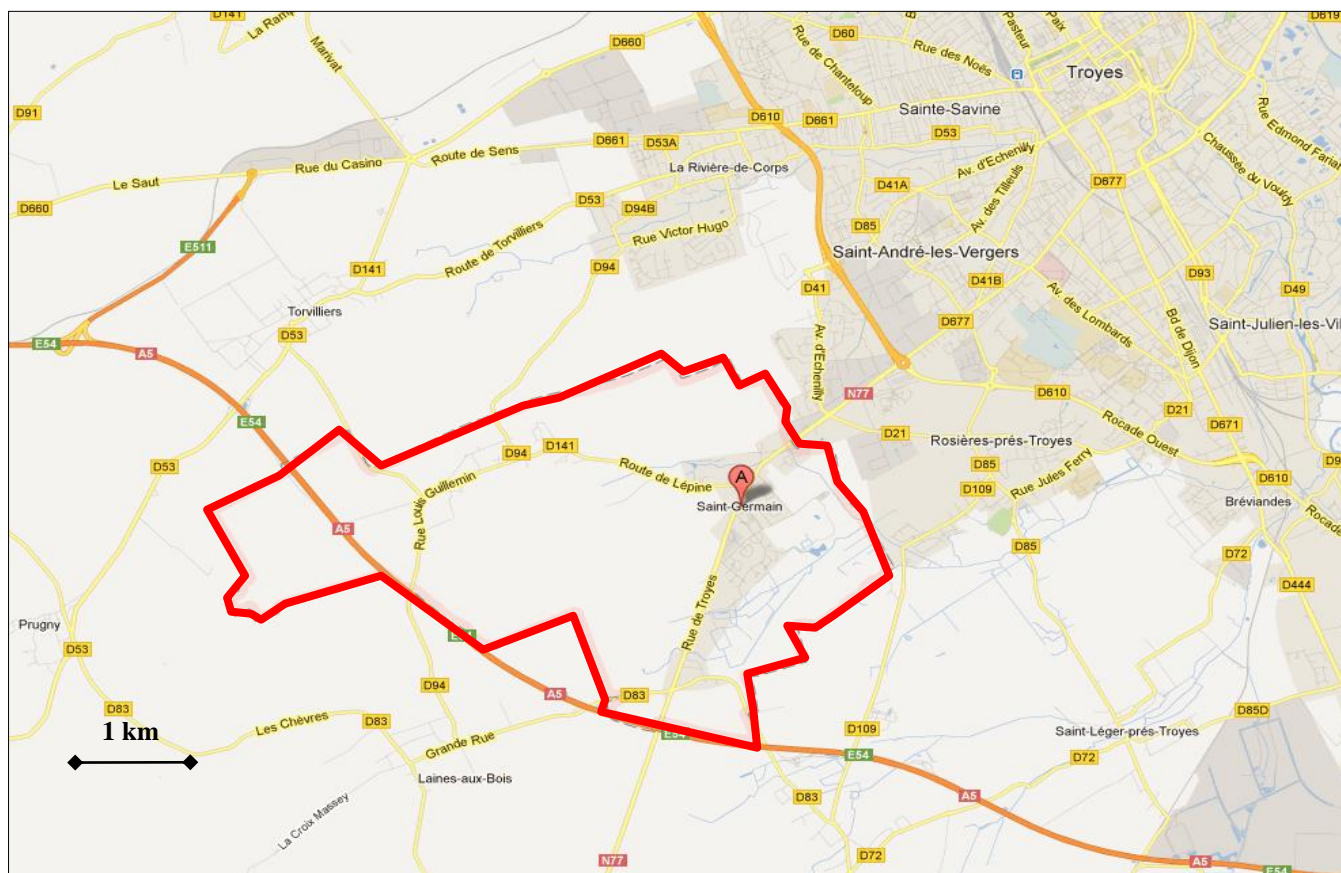 D141
La Ramp
Marivat
D660
D60
Rue des Noës
Pasteur
Paix
D619
Rue de Chanteloup
Troyes
D91
Sainte-Savine
D610
D661
D53
D661
D53A
Route de Sens
Rue du Casino
Le Saut
D660
La Rivière-de-Corps
Av. d'Echenilly
Rue Edmond Fariat
Chaussée du Vouldy
D41A
Av. des Tilleuls
D677
D53
D94B
Rue Victor Hugo
D85
Saint-André-les-Vergers
E511
Route de Torvilliers
D141
D94
D41
D41B
D93
D49
Av. des Lombards
Bd de Dijon
Torvilliers
D53
D677
Saint-Julien-les-Vil
E54
A5
Av. d'Echenilly
N77
D610
D21
E54
D671
Rocade Ouest
D21
Rosières-prés-Troyes
D141
D94
D53
Route de Lépine
A
D85
Rue Jules Ferry
D610
D109
Saint-Germain
Bréviandes
Rocade
Rue Louis Guillemin
A5
D85
D72
D444
Prugny
D53
Rue de Troyes
D94
A5
D83
D83
Les Chèvres
D83
D85D
1 km
Grande Rue
E54
D109
Saint-Léger-prés-Troyes
E54
D72
Laines-aux-Bois
D83
A5
La Croix Massey
N77
D72
A5
E54